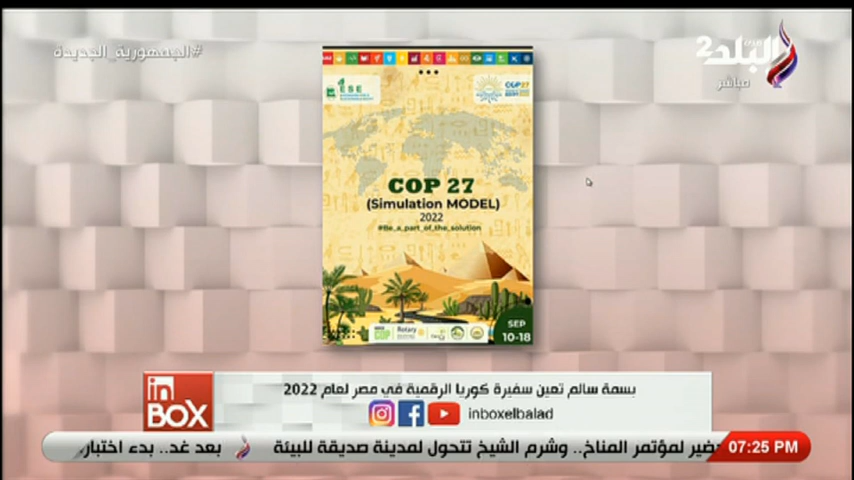 #الجمهورية_الجديدة
البلد 2
مباشر
ESE
COP27
COP 27
(Simulation MODEL)
2022
#Be_a_part_of_the_solution
COP
Rotary
SEP
10-18
in BOX
بسمة سالم تعين سفيرة كوريا الرقمية في مصر لعام 2022
inboxelbalad
ضير لمؤتمر المناخ.. وشرم الشيخ تتحول لمدينة صديقة للبيئة
بعد غد.. بدء اختبار
07:25 PM